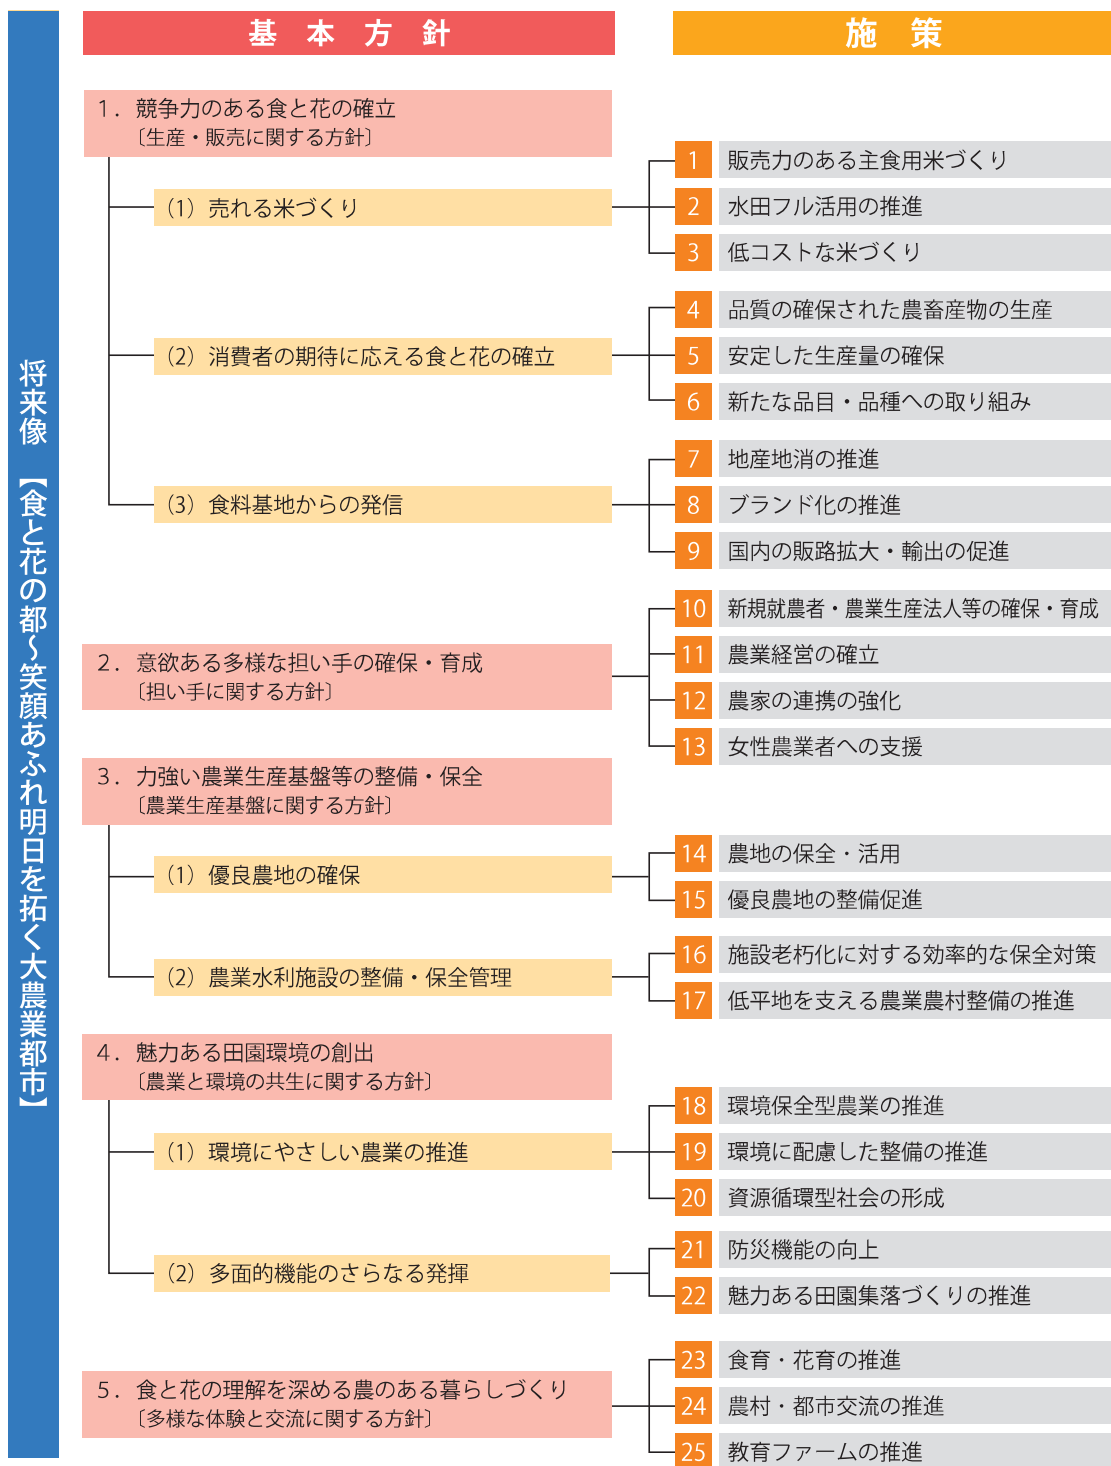 将来像　【食と花の都～笑顔あふれ明日を拓く大農業都市】
基本方針
施策
1．競争力のある食と花の確立
〔生産・販売に関する方針〕
（1）売れる米づくり
1 販売力のある主食用米づくり
2 水田フル活用の推進
3 低コストな米づくり
（2）消費者の期待に応える食と花の確立
4 品質の確保された農畜産物の生産
5 安定した生産量の確保
6 新たな品目・品種への取り組み
（3）食料基地からの発信
7 地産地消の推進
8 ブランド化の推進
9 国内の販路拡大・輸出の促進
2．意欲ある多様な担い手の確保・育成
〔担い手に関する方針〕
10 新規就農者・農業生産法人等の確保・育成
11 農業経営の確立
12 農家の連携の強化
13 女性農業者への支援
3．力強い農業生産基盤等の整備・保全
〔農業生産基盤に関する方針〕
（1）優良農地の確保
14 農地の保全・活用
15 優良農地の整備促進
（2）農業水利施設の整備・保全管理
16 施設老朽化に対する効率的な保全対策
17 低平地を支える農業農村整備の推進
4．魅力ある田園環境の創出
〔農業と環境の共生に関する方針〕
（1）環境にやさしい農業の推進
18 環境保全型農業の推進
19 環境に配慮した整備の推進
20 資源循環型社会の形成
（2）多面的機能のさらなる発揮
21 防災機能の向上
22 魅力ある田園集落づくりの推進
5．食と花の理解を深める農のある暮らしづくり
〔多様な体験と交流に関する方針〕
23 食育・花育の推進
24 農村・都市交流の推進
25 教育ファームの推進